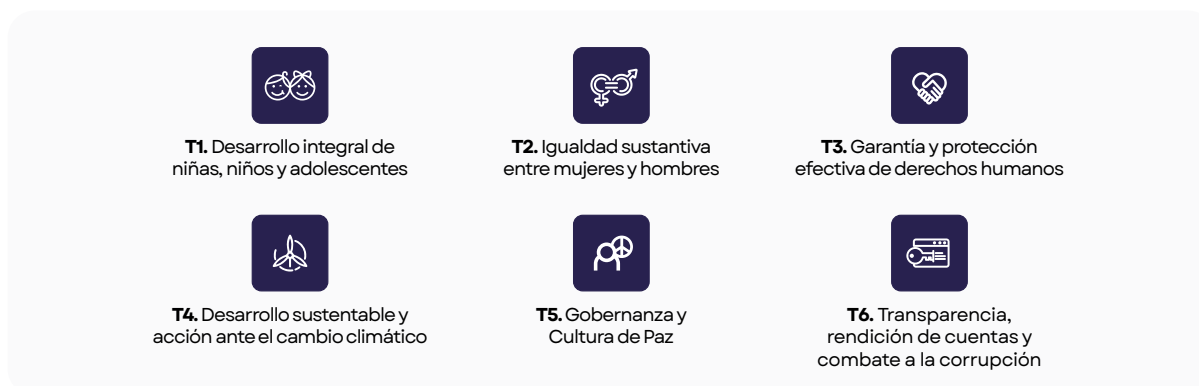 T1. Desarrollo integral de
niñas, niños y adolescentes
T2. Igualdad sustantiva
entre mujeres y hombres
T3. Garantía y protección
efectiva de derechos humanos
T4. Desarrollo sustentable y
acción ante el cambio climático
T5. Gobernanza y
Cultura de Paz
T6. Transparencia,
rendición de cuentas y
combate a la corrupción